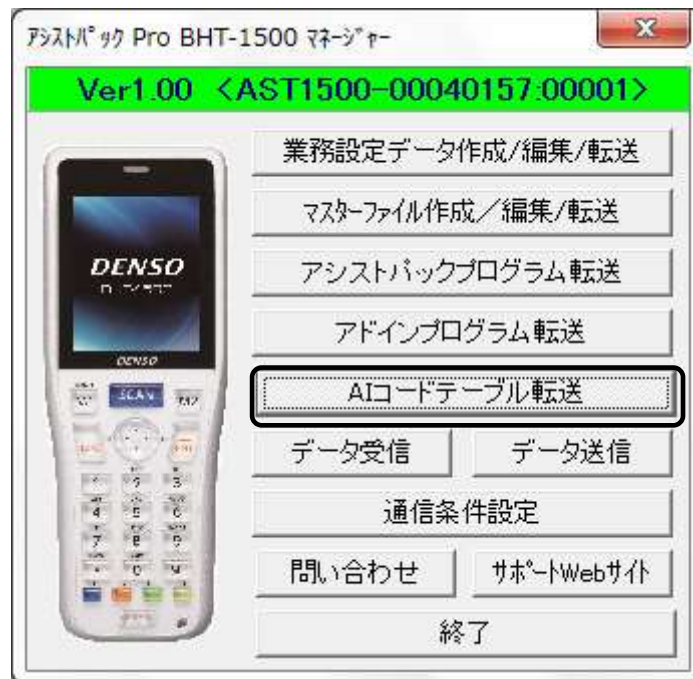 ｱｼｽﾄﾊﾟｯｸ Pro BHT-1500 ﾏﾈｰｼﾞｬｰ
Ver1.00 <AST1500-00040157:00001>
業務設定データ作成/編集/転送
ﾏｽﾀｰﾌｧｲﾙ作成／編集/転送
アシストパックプログラム転送
アドインプログラム転送
AIコードテーブル転送
データ受信
データ送信
通信条件設定
問い合わせ
ｻﾎﾟｰﾄWebｻｲﾄ
終了
DENSO
DENSO
SCAN
M2